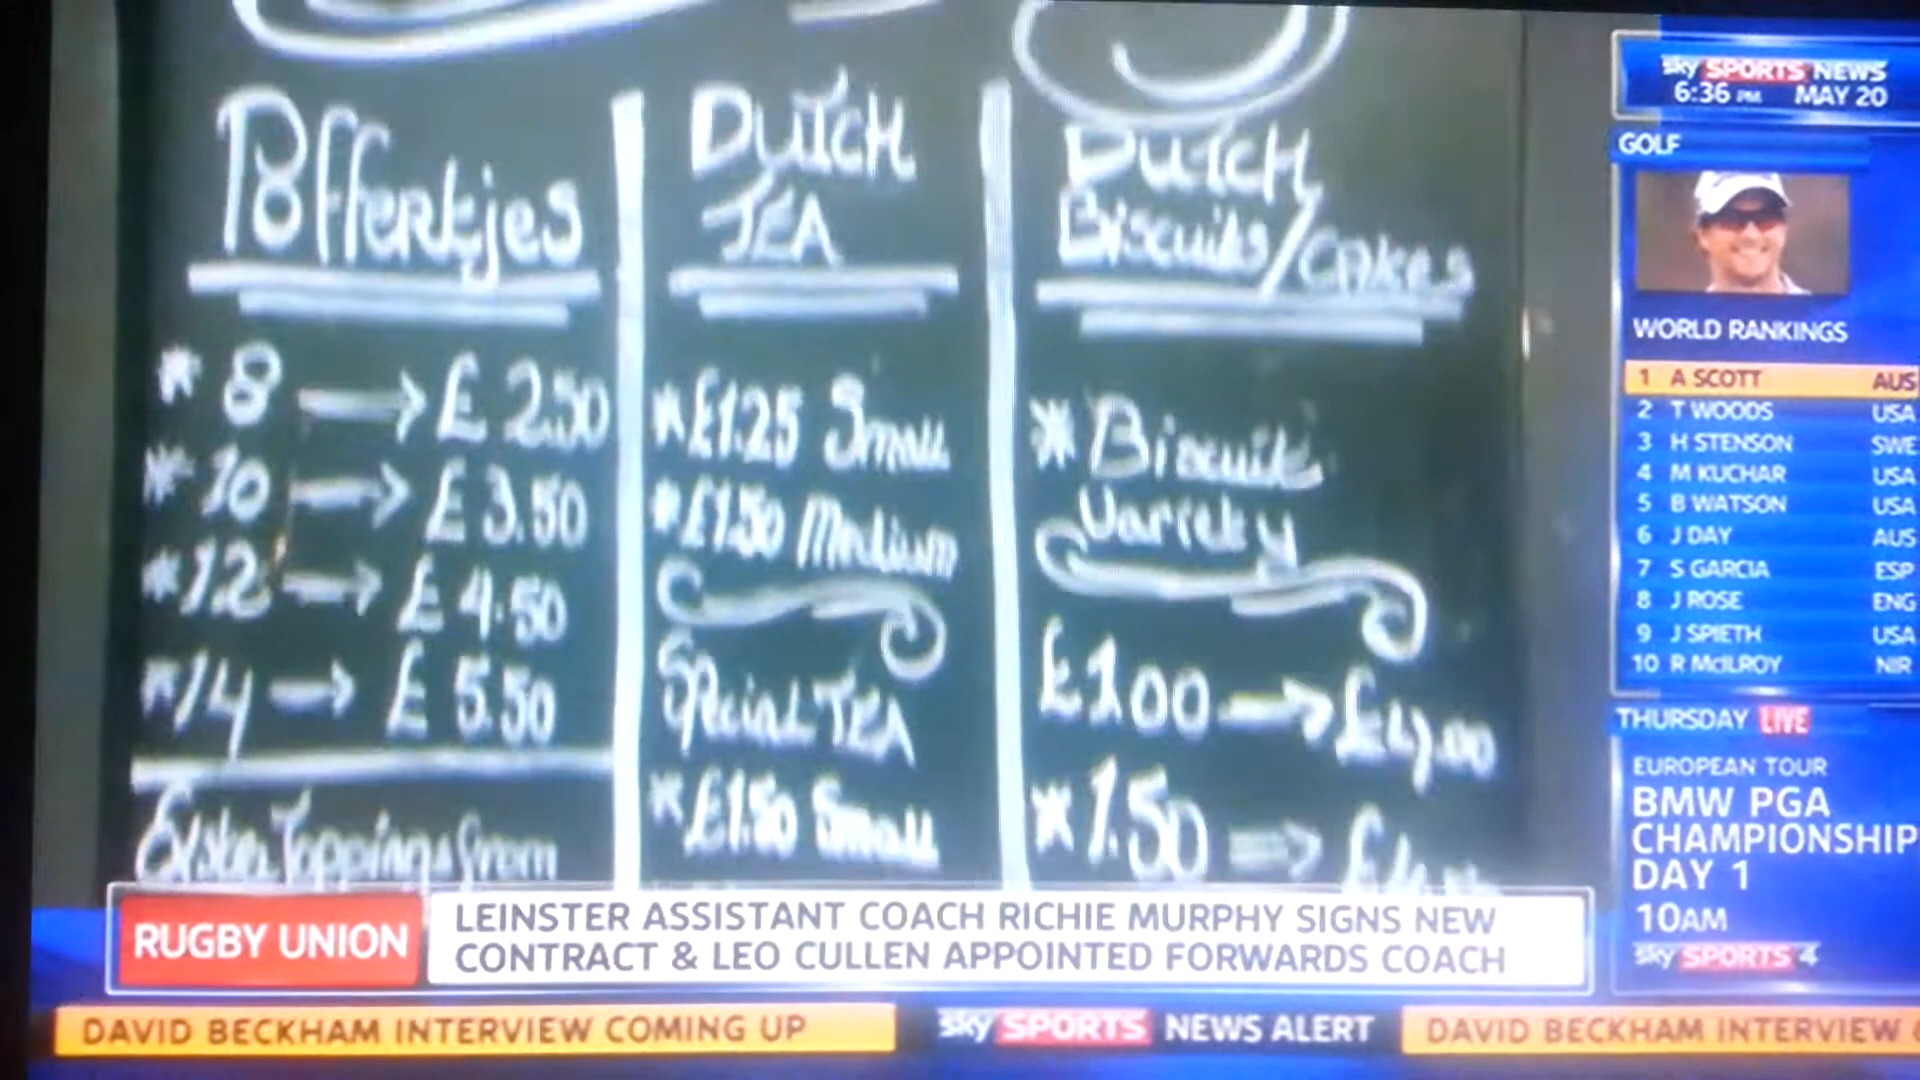 Poffertjes
* 8 → £ 2.50
* 10 → £ 3.50
* 12 → £ 4.50
* 14 → £ 5.50
Toppings from
DUTCH
TEA
* £1.25 Small
* £1.50 Medium
Special TEA
* £1.50 Small
DUTCH
Biscuits/cakes
* Biscuit
Variety
£1.00 → £4.00
* 1.50 →
sky SPORTS NEWS
6:36 PM MAY 20
GOLF
WORLD RANKINGS
1 A SCOTT AUS
2 T WOODS USA
3 H STENSON SWE
4 M KUCHAR USA
5 B WATSON USA
6 J DAY AUS
7 S GARCIA ESP
8 J ROSE ENG
9 J SPIETH USA
10 R McILROY NIR
THURSDAY LIVE
EUROPEAN TOUR
BMW PGA
CHAMPIONSHIP
DAY 1
10AM
sky SPORTS 4
RUGBY UNION
LEINSTER ASSISTANT COACH RICHIE MURPHY SIGNS NEW
CONTRACT & LEO CULLEN APPOINTED FORWARDS COACH
DAVID BECKHAM INTERVIEW COMING UP sky SPORTS NEWS ALERT DAVID BECKHAM INTERVIEW